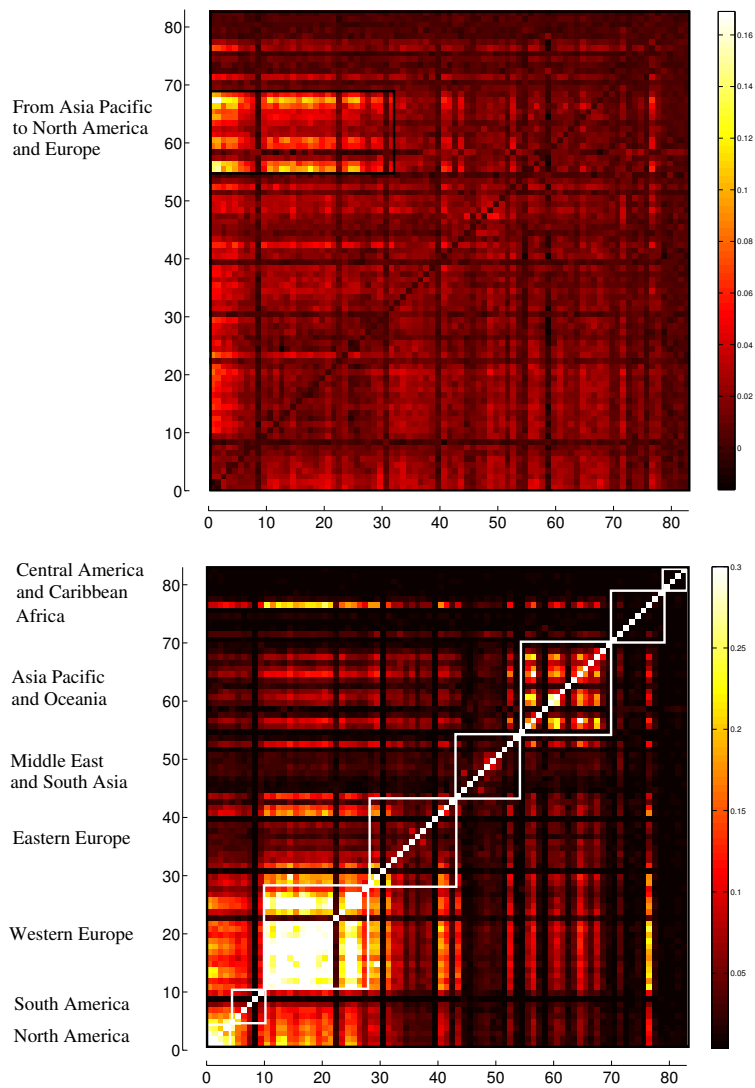 80
70
60
50
40
30
20
10
0
From Asia Pacific
to North America
and Europe
0 10 20 30 40 50 60 70 80
0.16
0.14
0.12
0.1
0.08
0.06
0.04
0.02
0
Central America
and Caribbean
Africa
Asia Pacific
and Oceania
Middle East
and South Asia
Eastern Europe
Western Europe
South America
North America
80
70
60
50
40
30
20
10
0
0 10 20 30 40 50 60 70 80
0.3
0.25
0.2
0.15
0.1
0.05